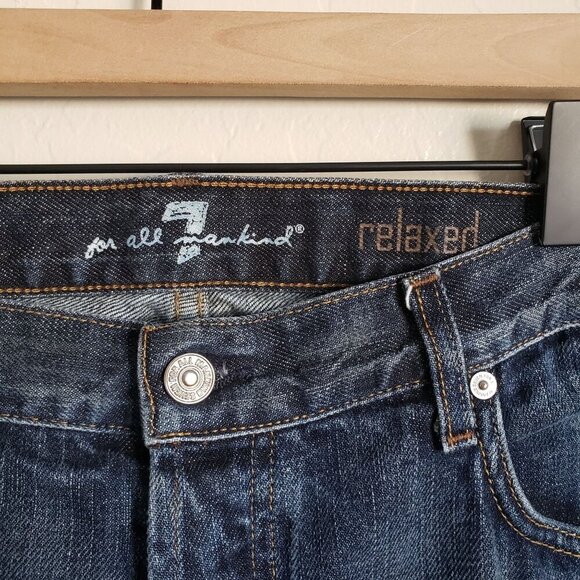 7 relaxed
for all mankind®